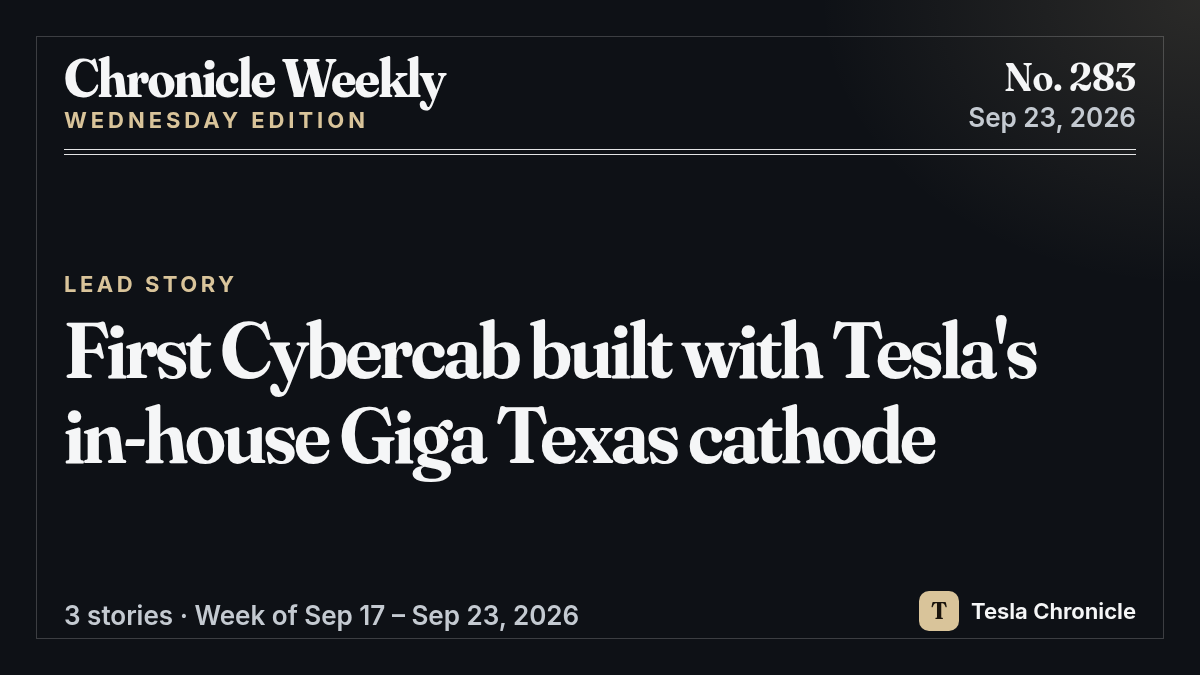 Chronicle Weekly
WEDNESDAY EDITION
No. 283
Sep 23, 2026
LEAD STORY
First Cybercab built with Tesla's
in-house Giga Texas cathode
3 stories · Week of Sep 17 – Sep 23, 2026
T Tesla Chronicle